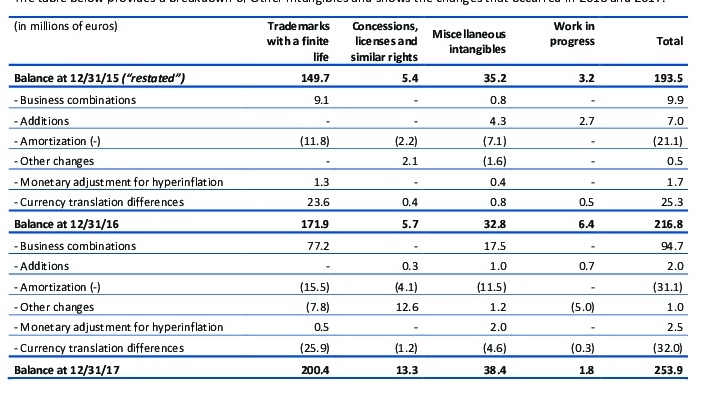 The table below provides a breakdown of Other Intangibles and shows the changes that occurred in 2016 and 2017.
(in millions of euros) Trademarks with a finite life Concessions, licenses and similar rights Miscellaneous intangibles Work in progress Total
Balance at 12/31/15 (“restated”) 149.7 5.4 35.2 3.2 193.5
- Business combinations 9.1 - 0.8 - 9.9
- Additions - - 4.3 2.7 7.0
- Amortization (-) (11.8) (2.2) (7.1) - (21.1)
- Other changes - 2.1 (1.6) - 0.5
- Monetary adjustment for hyperinflation 1.3 - 0.4 - 1.7
- Currency translation differences 23.6 0.4 0.8 0.5 25.3
Balance at 12/31/16 171.9 5.7 32.8 6.4 216.8
- Business combinations 77.2 17.5 - 94.7
- Additions - 0.3 1.0 0.7 2.0
- Amortization (-) (15.5) (4.1) (11.5) - (31.1)
- Other changes (7.8) 12.6 1.2 (5.0) 1.0
- Monetary adjustment for hyperinflation 0.5 - 2.0 - 2.5
- Currency translation differences (25.9) (1.2) (4.6) (0.3) (32.0)
Balance at 12/31/17 200.4 13.3 38.4 1.8 253.9